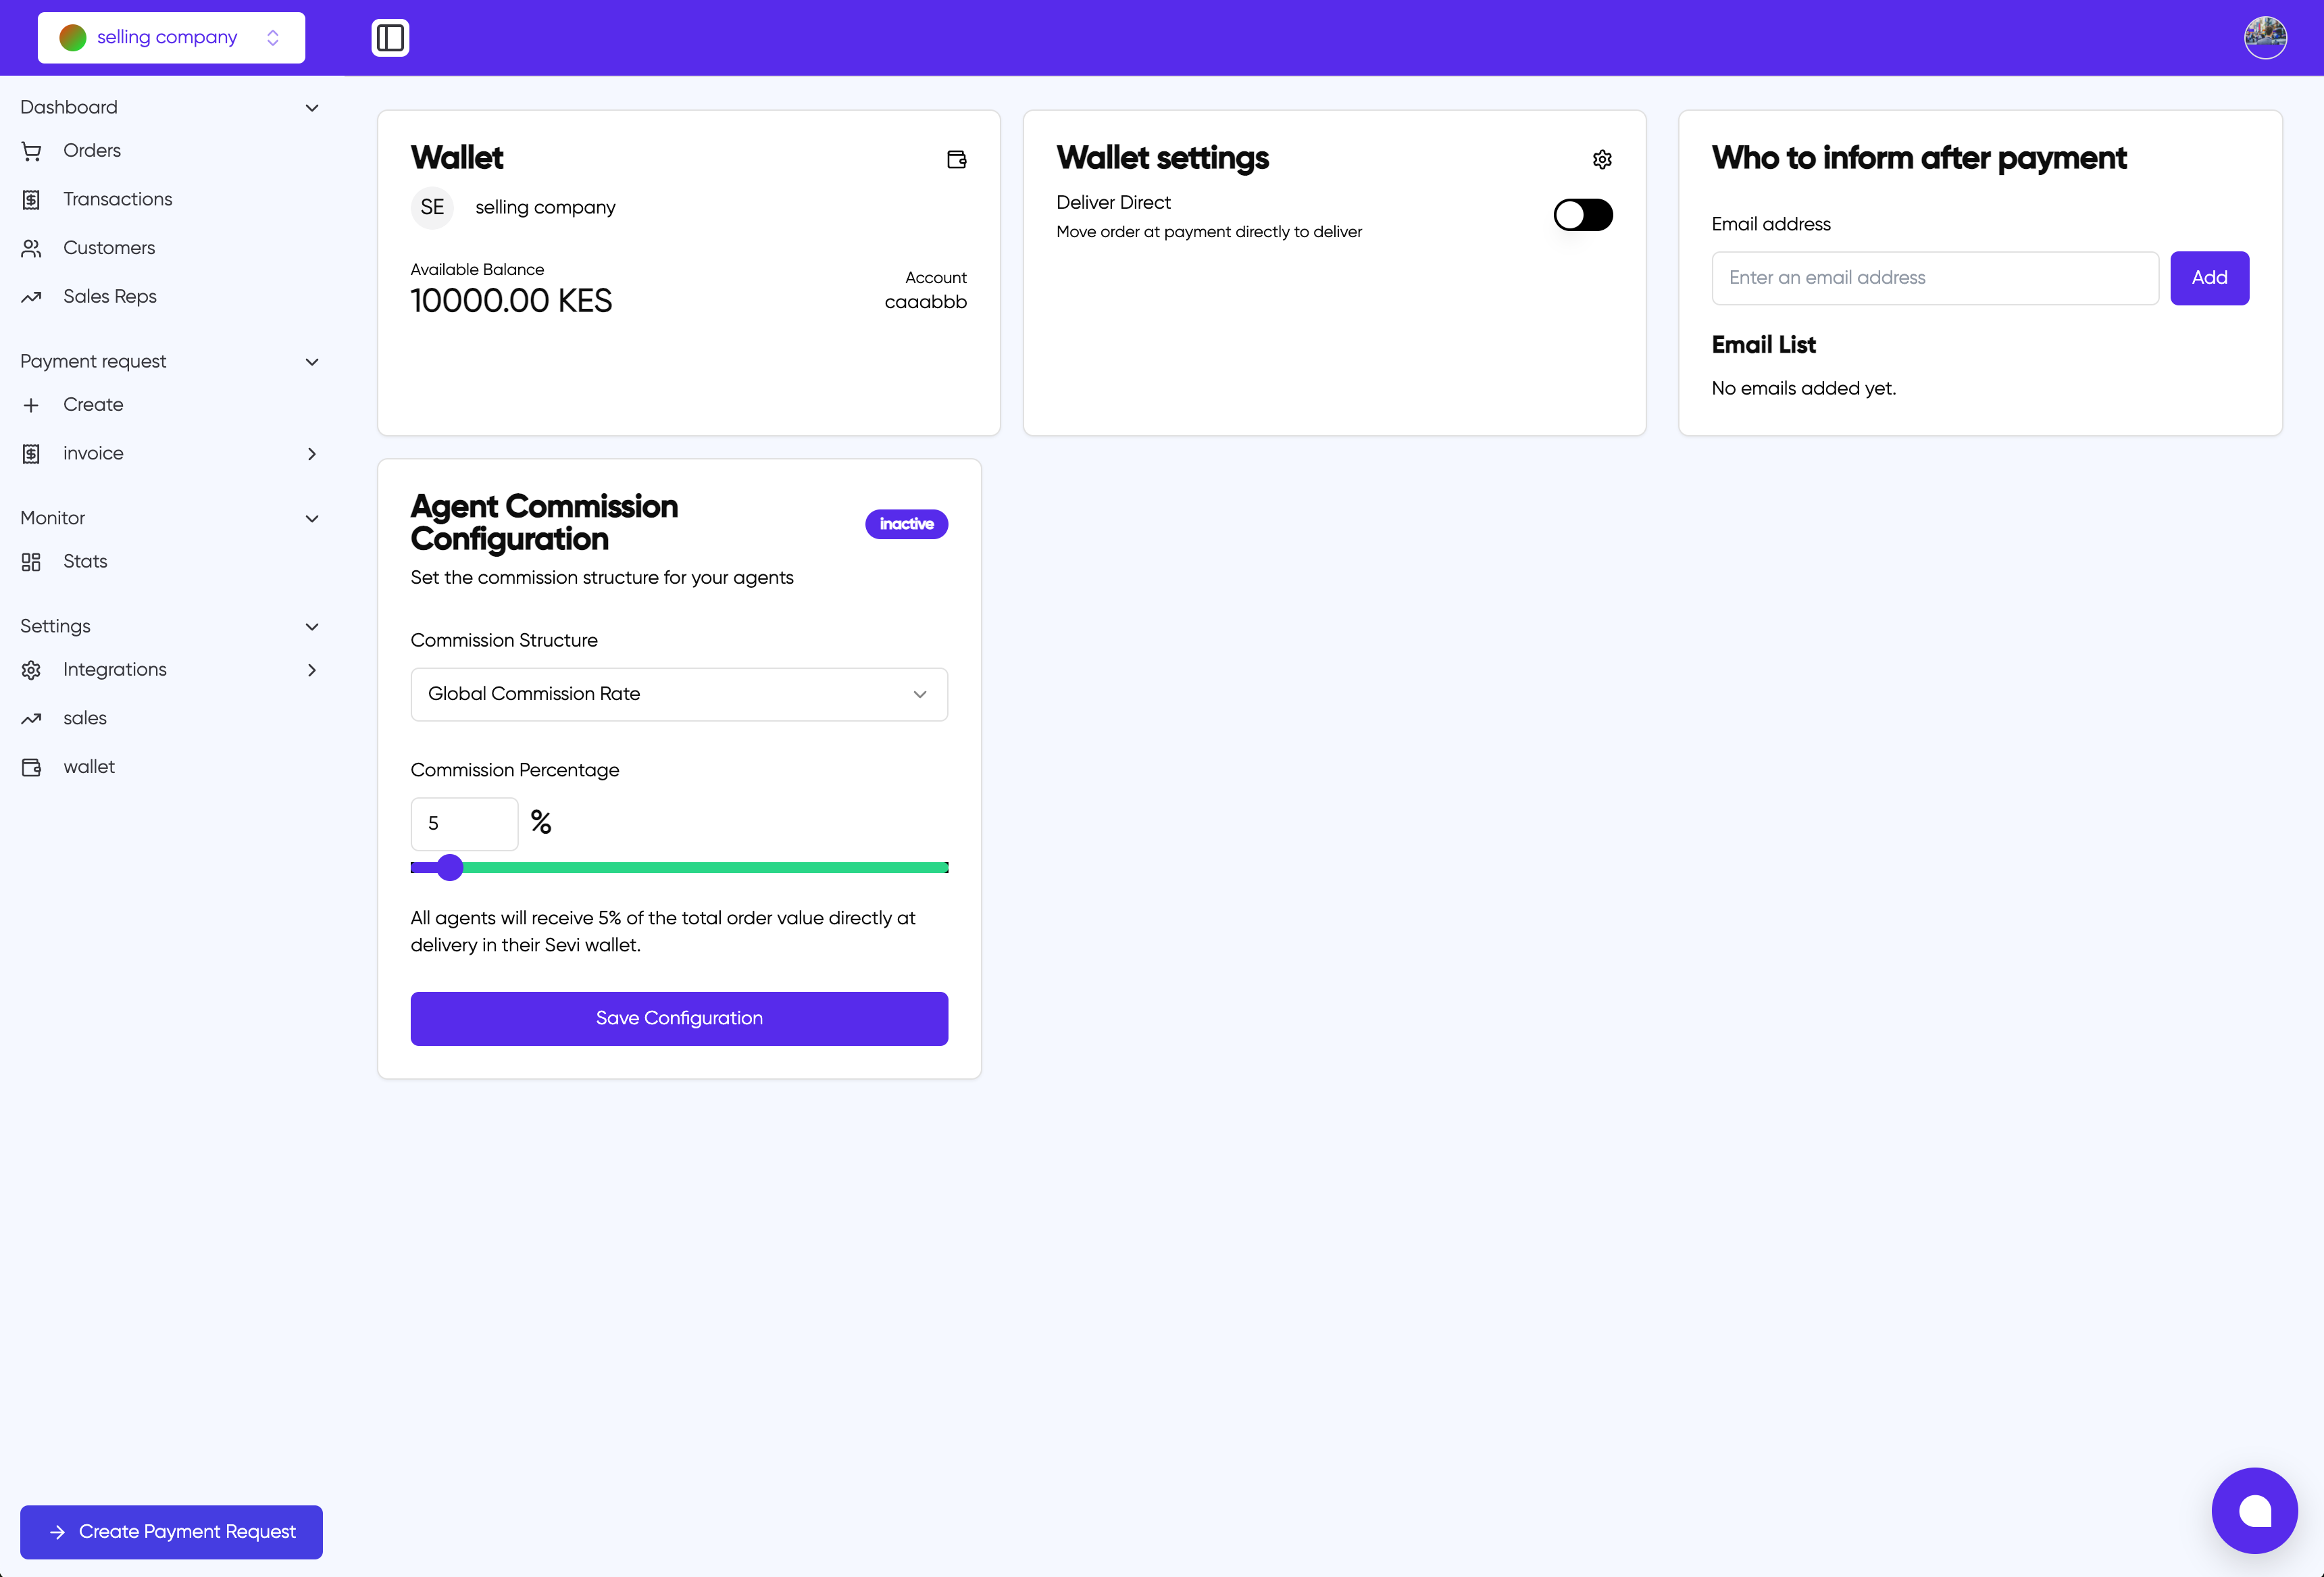 selling company
Dashboard
Orders
Transactions
Customers
Sales Reps
Payment request
Create
invoice
Monitor
Stats
Settings
Integrations
sales
wallet
Create Payment Request
Wallet
SE
selling company
Available Balance
10000.00 KES
Account
caaabbb
Wallet settings
Deliver Direct
Move order at payment directly to deliver
Who to inform after payment
Email address
Enter an email address
Add
Email List
No emails added yet.
Agent Commission
Configuration
inactive
Set the commission structure for your agents
Commission Structure
Global Commission Rate
Commission Percentage
5 %
All agents will receive 5% of the total order value directly at
delivery in their Sevi wallet.
Save Configuration